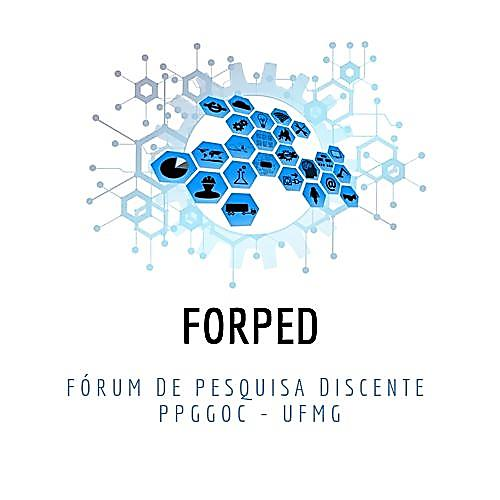 FORPED
FÓRUM DE PESQUISA DISCENTE
PPGGOC - UFMG